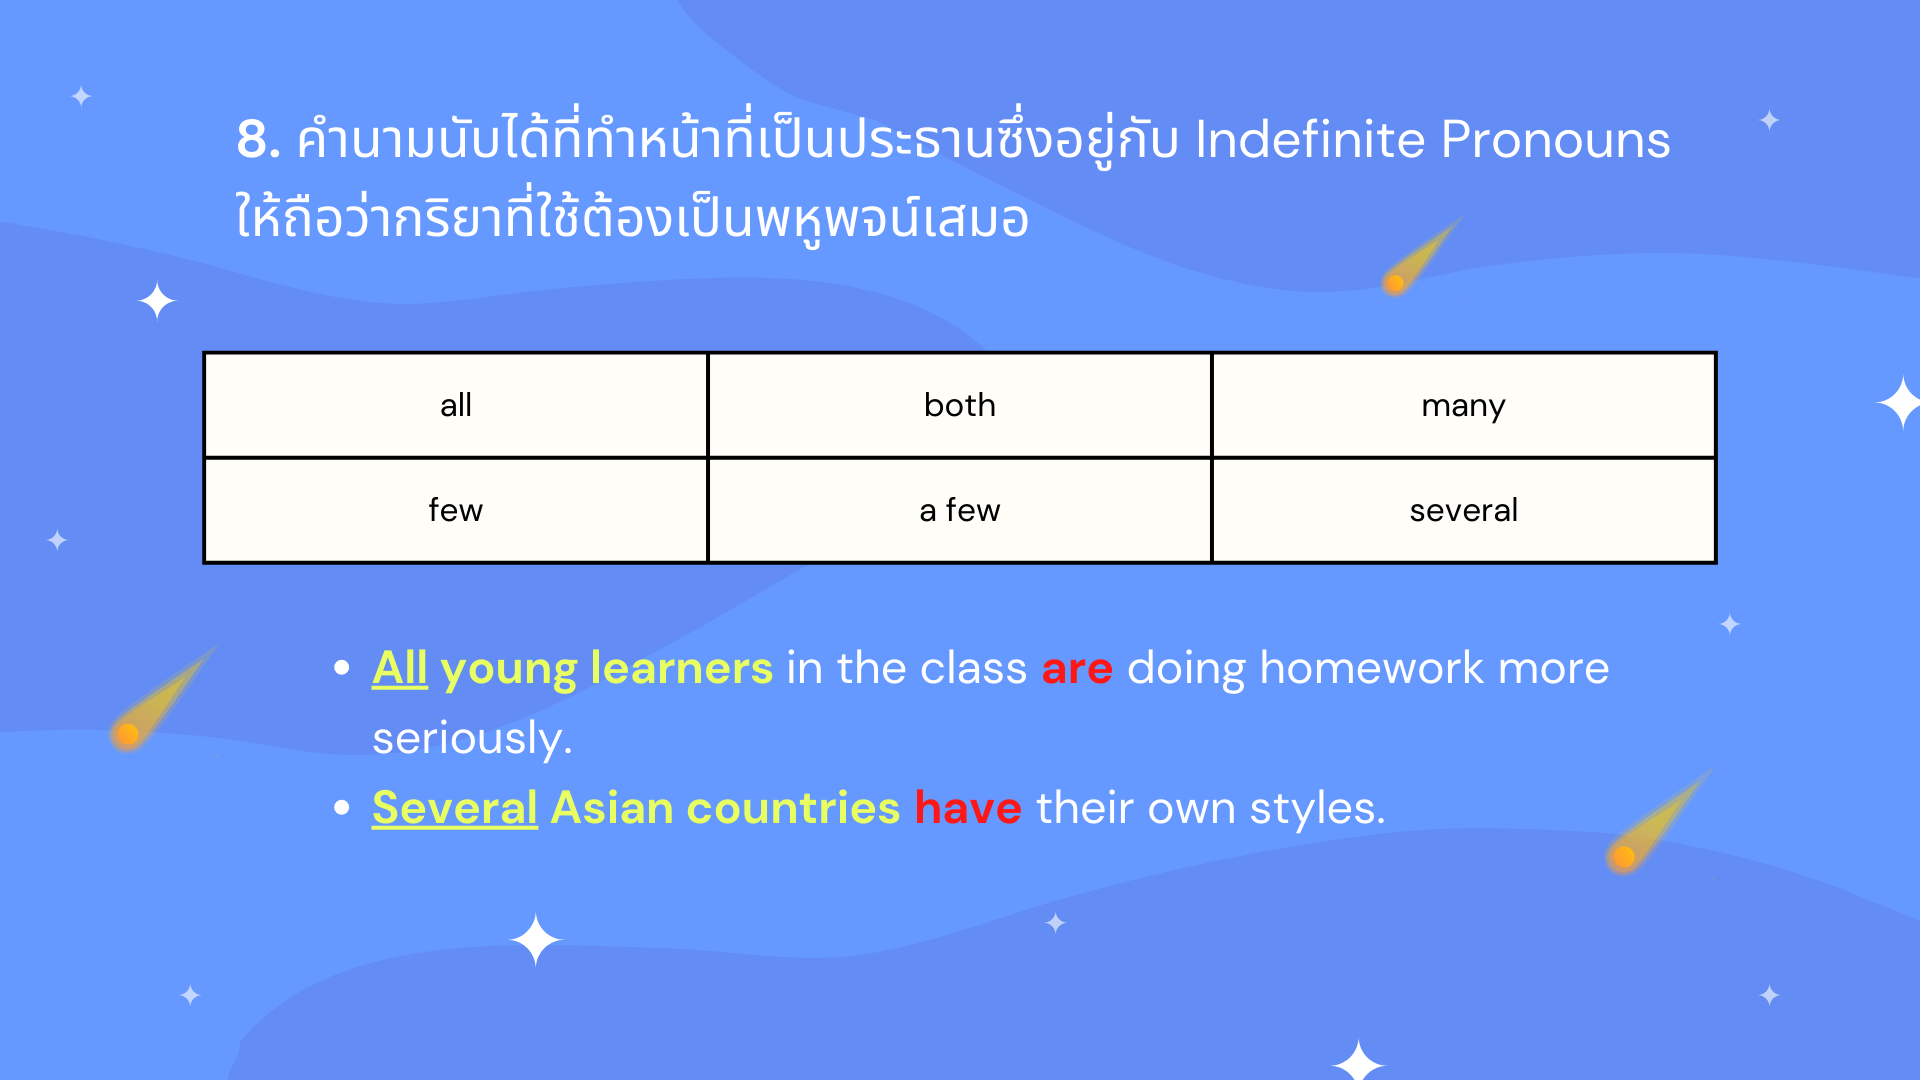 8. คำนามนับได้ที่ทำหน้าที่เป็นประธานซึ่งอยู่กับ Indefinite Pronouns
ให้ถือว่ากริยาที่ใช้ต้องเป็นพหูพจน์เสมอ
all both many
few a few several
• All young learners in the class are doing homework more
seriously.
• Several Asian countries have their own styles.